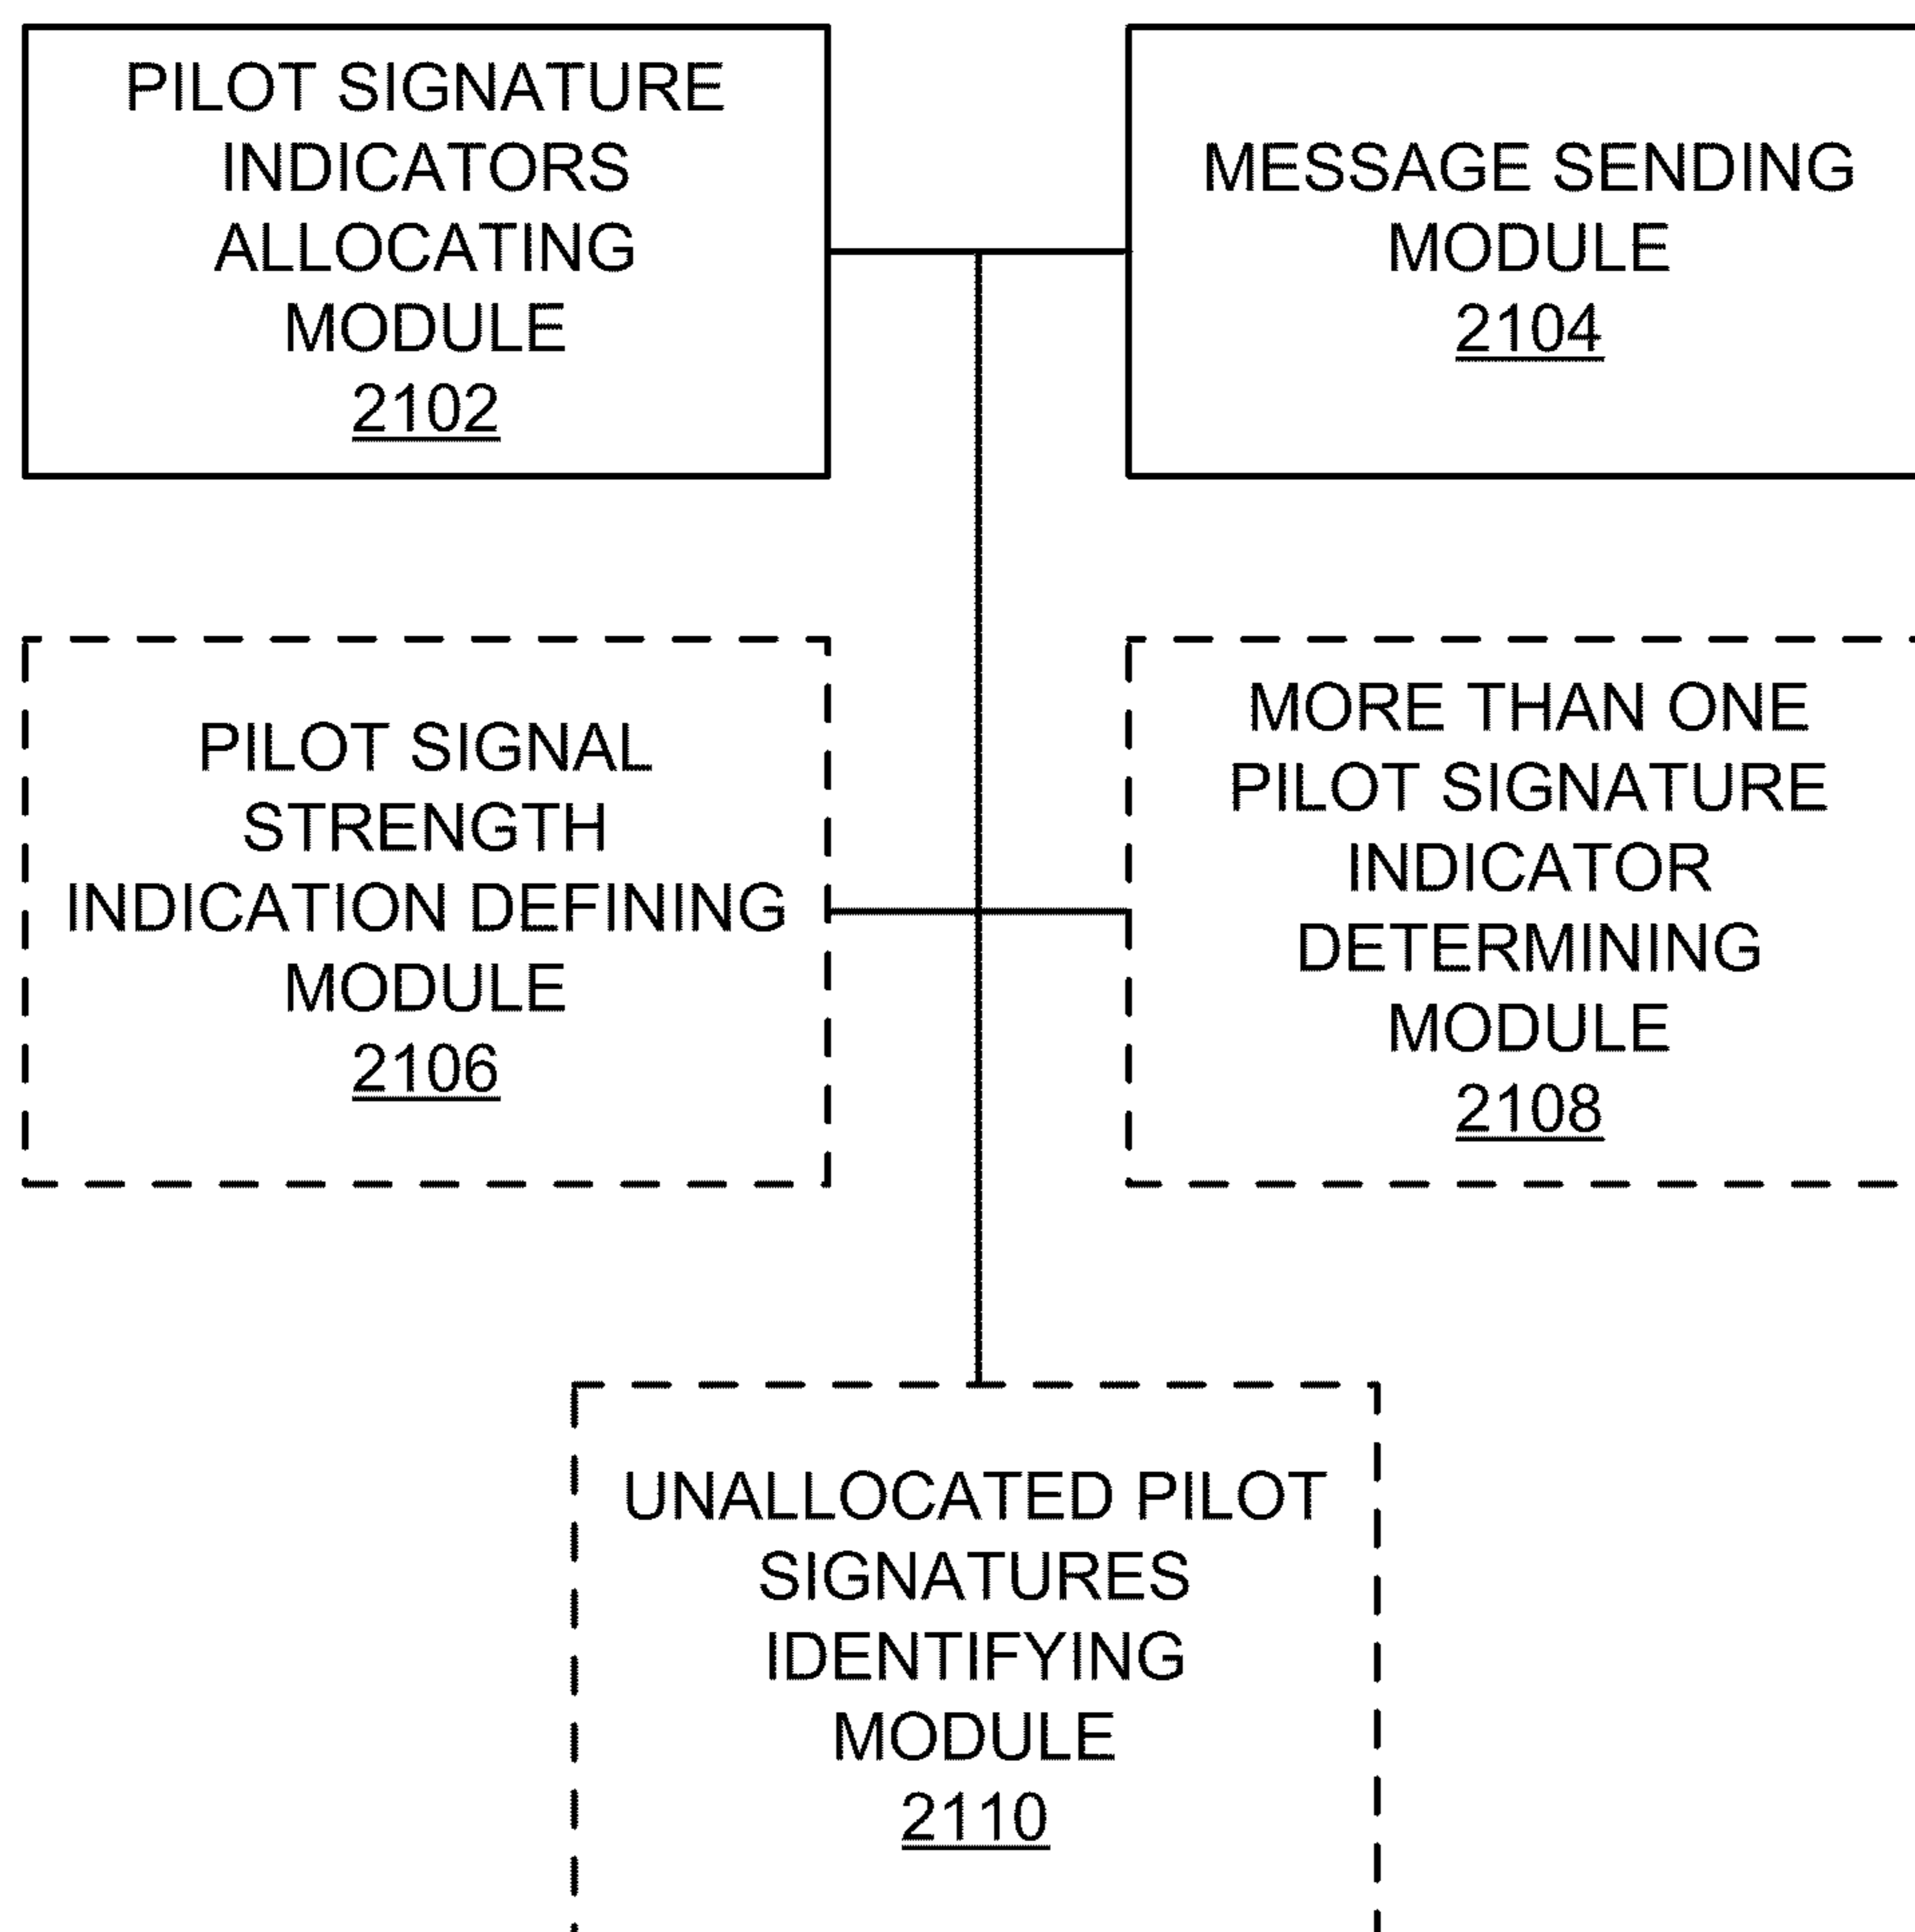 PILOT SIGNATURE
INDICATORS
ALLOCATING
MODULE
2102
MESSAGE SENDING
MODULE
2104
PILOT SIGNAL
STRENGTH
INDICATION DEFINING
MODULE
2106
MORE THAN ONE
PILOT SIGNATURE
INDICATOR
DETERMINING
MODULE
2108
UNALLOCATED PILOT
SIGNATURES
IDENTIFYING
MODULE
2110